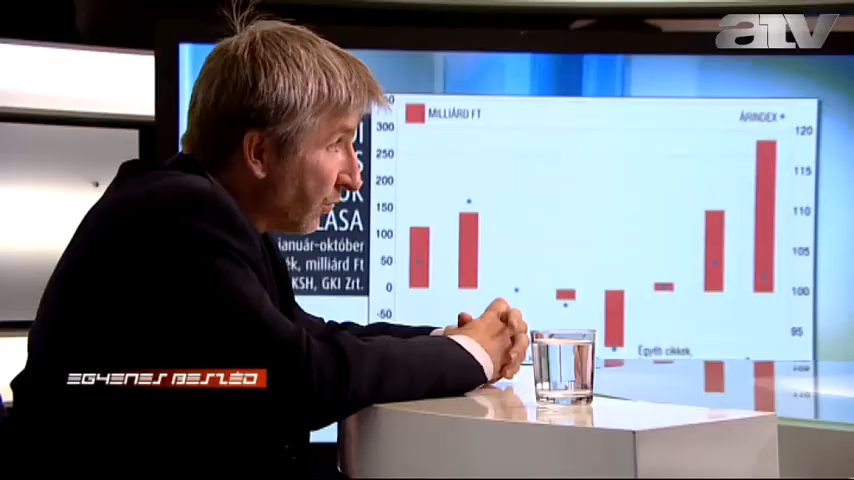 atv
MILLIÁRD FT
ÁRINDEX
300
250
200
150
100
50
0
-50
120
115
110
105
100
95
január-október
milliárd Ft
KSH, GKI Zrt.
Egyéb cikkek
EGYENES BESZÉD